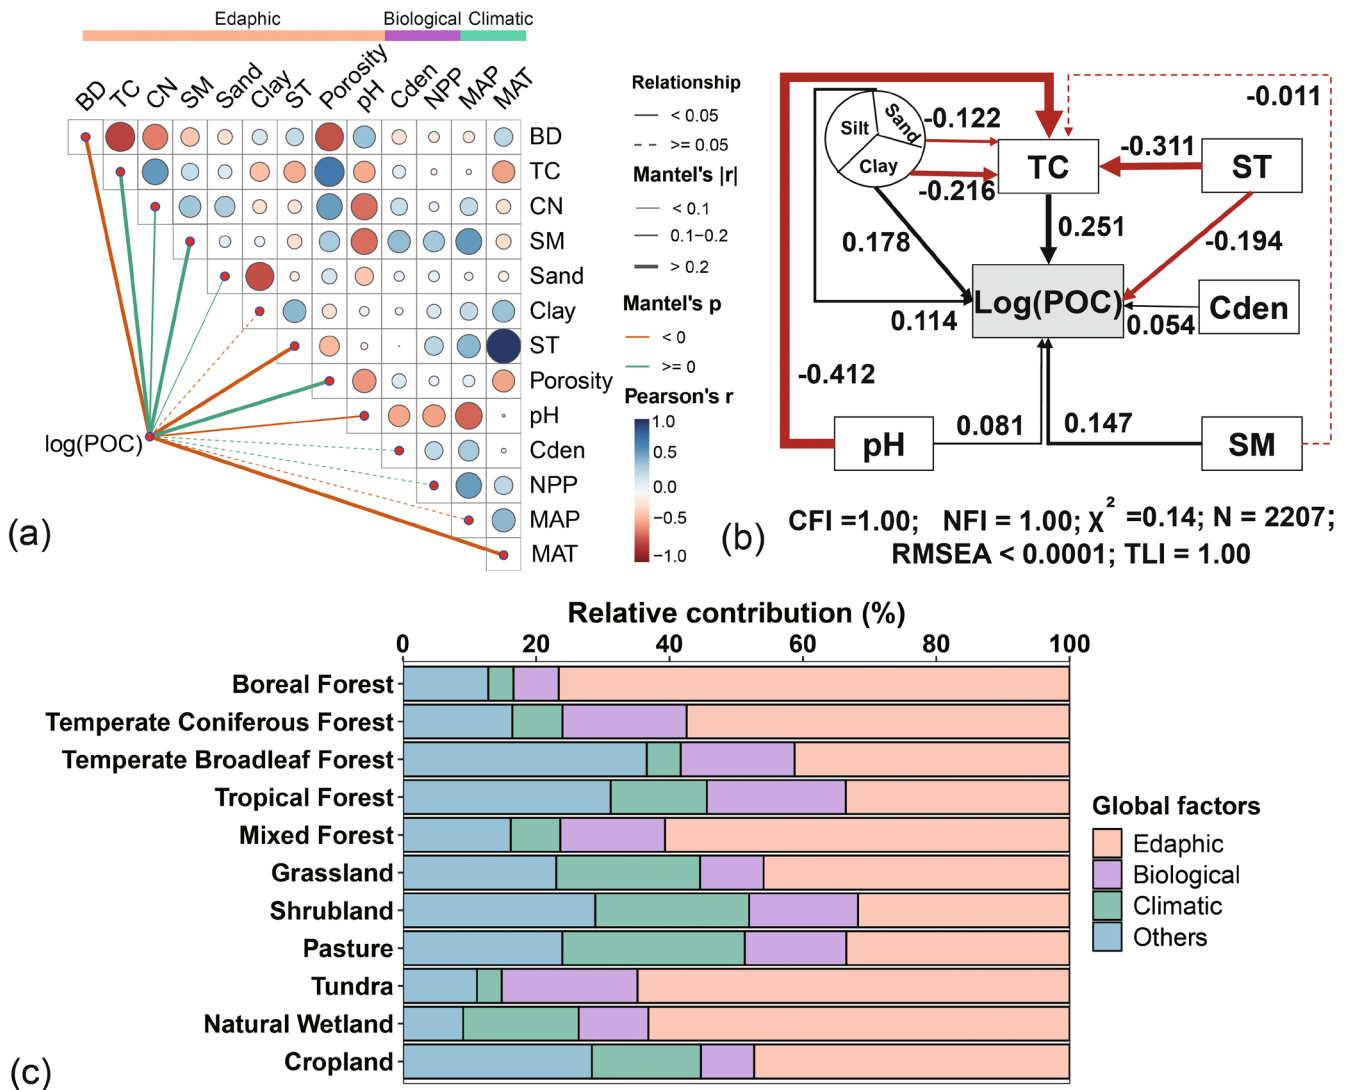 Edaphic Biological Climatic
BD TC CN SM Sand Clay ST Porosity pH Cden NPP MAP MAT
BD
TC
CN
SM
Sand
Clay
ST
Porosity
pH
Cden
NPP
MAP
MAT
log(POC)
(a)
Relationship
< 0.05
>= 0.05
Mantel's |r|
< 0.1
0.1–0.2
> 0.2
Mantel's p
< 0
>= 0
Pearson's r
1.0
0.5
0.0
−0.5
−1.0
Silt
Sand
Clay
-0.122
-0.216
TC
-0.311
ST
-0.011
0.178
0.251
-0.194
Log(POC)
Cden
0.114
0.054
-0.412
pH
0.081
0.147
SM
(b)
CFI =1.00; NFI = 1.00; χ² =0.14; N = 2207;
RMSEA < 0.0001; TLI = 1.00
Relative contribution (%)
0 20 40 60 80 100
Boreal Forest
Temperate Coniferous Forest
Temperate Broadleaf Forest
Tropical Forest
Mixed Forest
Grassland
Shrubland
Pasture
Tundra
Natural Wetland
Cropland
Global factors
Edaphic
Biological
Climatic
Others
(c)